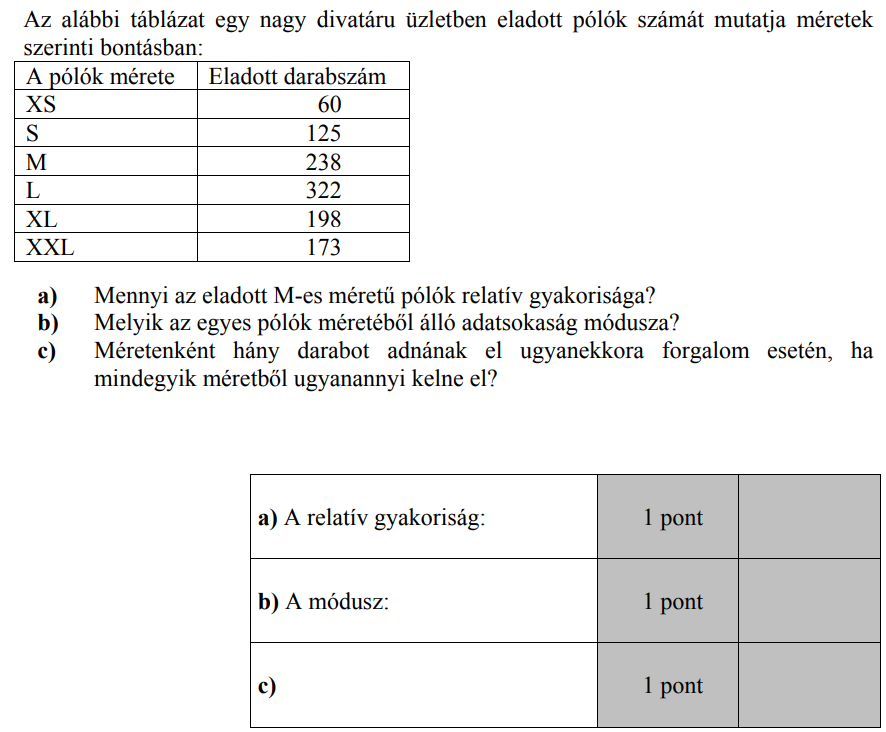 Az alábbi táblázat egy nagy divatáru üzletben eladott pólók számát mutatja méretek
szerinti bontásban:
A pólók mérete Eladott darabszám
XS 60
S 125
M 238
L 322
XL 198
XXL 173
a) Mennyi az eladott M-es méretű pólók relatív gyakorisága?
b) Melyik az egyes pólók méretéből álló adatsokaság módusza?
c) Méretenként hány darabot adnának el ugyanekkora forgalom esetén, ha
mindegyik méretből ugyanannyi kelne el?
a) A relatív gyakoriság: 1 pont
b) A módusz: 1 pont
c) 1 pont